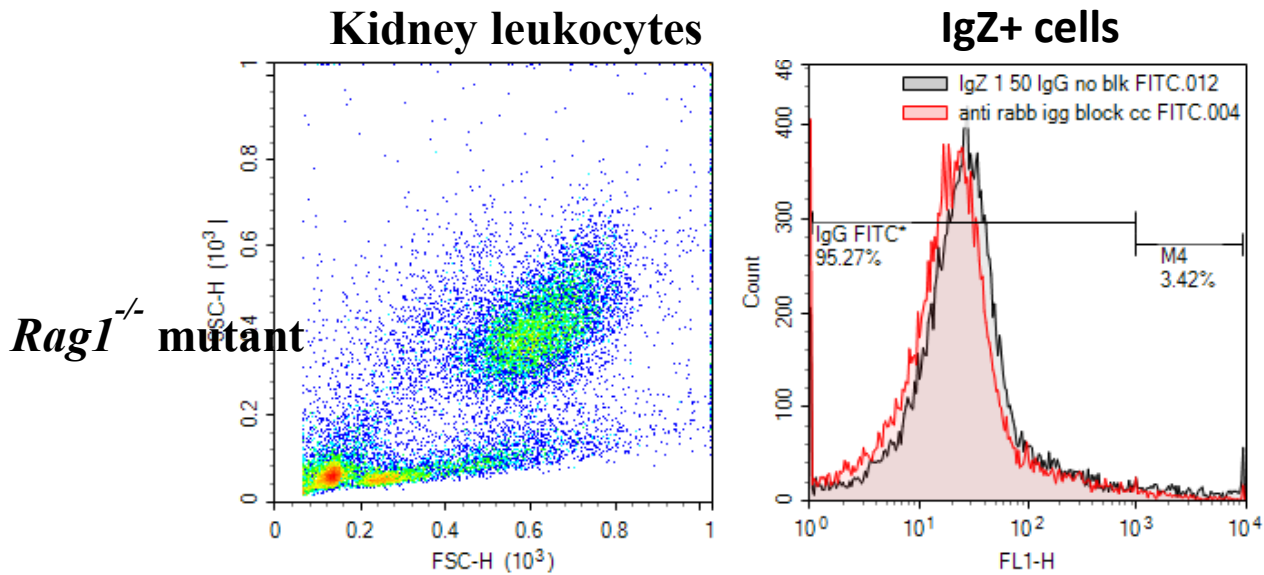 Kidney leukocytes
IgZ+ cells
Rag1-/- mutant
1
0.8
0.6
0.4
0.2
0
SSC-H (10³)
0
0.2
0.4
0.6
0.8
1
FSC-H (10³)
46
400
300
200
100
0
Count
IgZ 1 50 IgG no blk FITC.012
anti rabb igg block cc FITC.004
IgG FITC*
95.27%
M4
3.42%
10⁰
10¹
10²
10³
10⁴
FL1-H